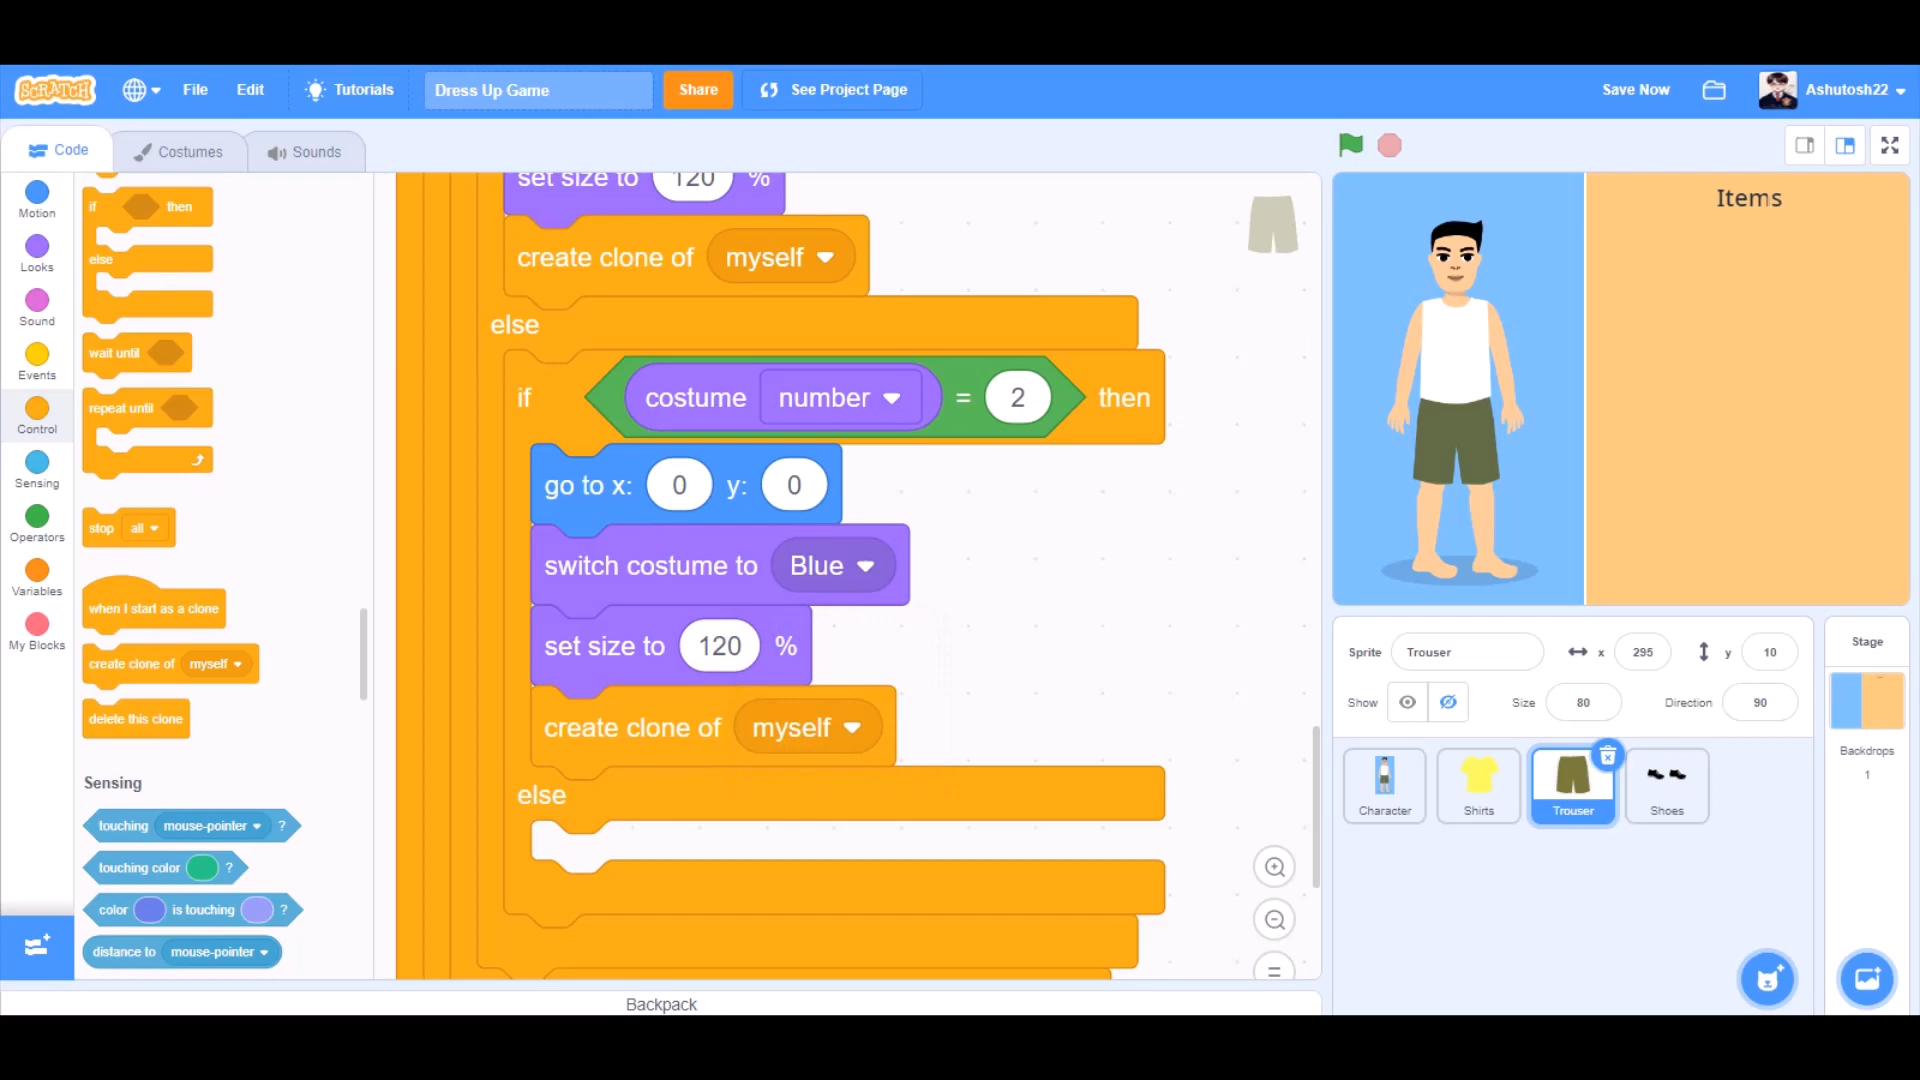 SCRATCH File Edit Tutorials Dress Up Game Share See Project Page Save Now Ashutosh22
Code Costumes Sounds
Motion
Looks
Sound
Events
Control
Sensing
Operators
Variables
My Blocks
if then
else
wait until
repeat until
stop all
when I start as a clone
create clone of myself
delete this clone
Sensing
touching mouse-pointer ?
touching color ?
color is touching ?
distance to mouse-pointer
set size to 120 %
create clone of myself
else
if costume number = 2 then
go to x: 0 y: 0
switch costume to Blue
set size to 120 %
create clone of myself
else
Backpack
Items
Sprite Trouser x 295 y 10
Show Size 80 Direction 90
Character Shirts Trouser Shoes
Stage
Backdrops
1